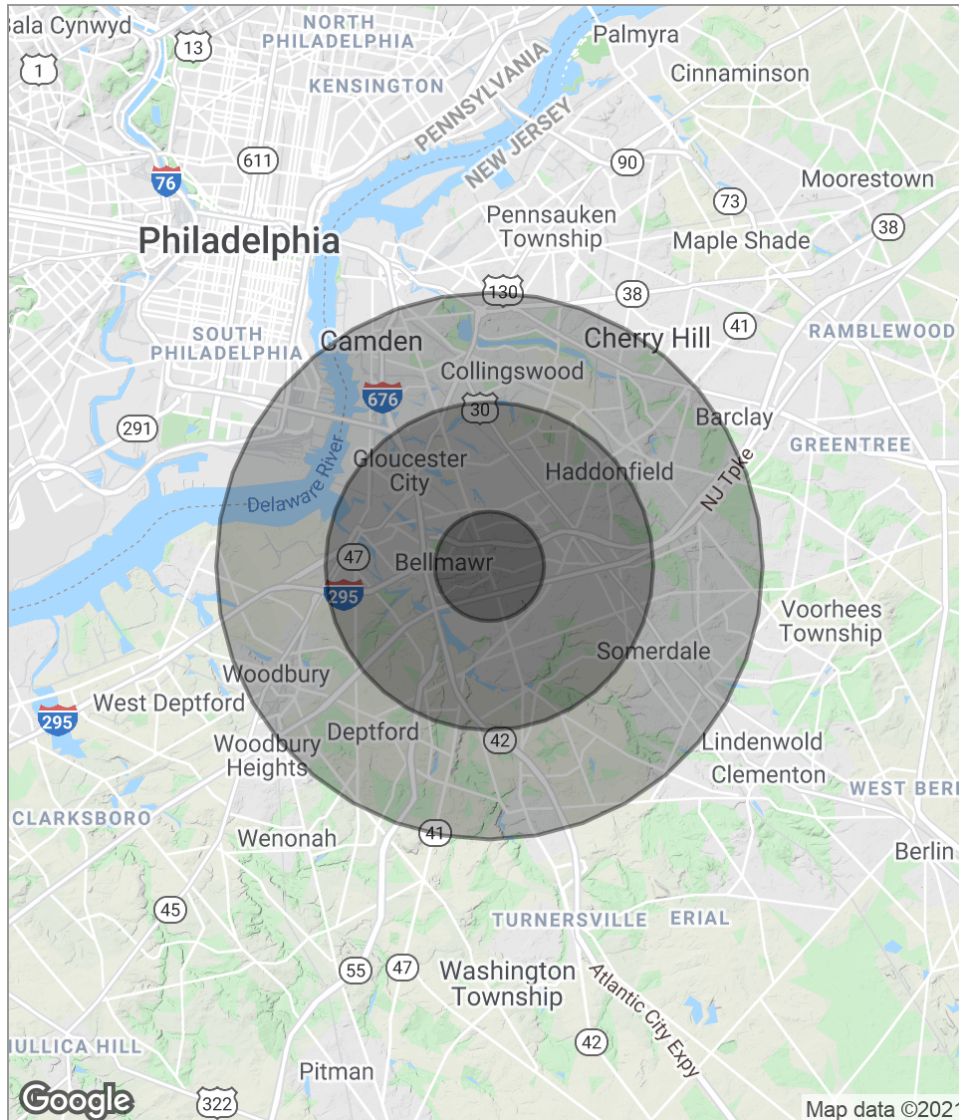 Bala Cynwyd
13
NORTH
PHILADELPHIA
Palmyra
1
Cinnaminson
KENSINGTON
PENNSYLVANIA
NEW JERSEY
611
90
76
Moorestown
73
Pennsauken
Township
38
Philadelphia
Maple Shade
130
38
SOUTH
PHILADELPHIA
Camden
Cherry Hill
41
RAMBLEWOOD
Collingswood
676
30
Barclay
291
GREENTREE
Gloucester
City
Haddonfield
NJ Tpke
Delaware River
47
Bellmawr
295
Voorhees
Township
Somerdale
Woodbury
West Deptford
295
Deptford
42
Woodbury
Heights
Lindenwold
Clementon
WEST BERL
CLARKSBORO
41
Wenonah
Berlin
45
TURNERSVILLE
ERIAL
55
47
Washington
Township
Atlantic City Expy
42
MULLICA HILL
Pitman
Google
322
Map data ©2021